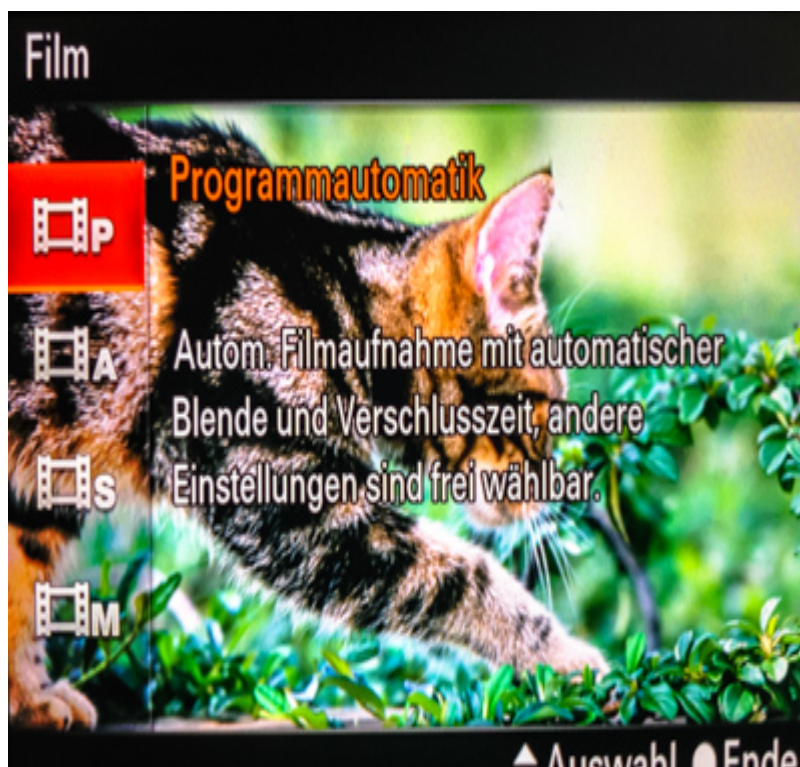 Film
Programmautomatik
P
A
Autom. Filmaufnahme mit automatischer
Blende und Verschlusszeit, andere
S
Einstellungen sind frei wählbar.
M
Auswahl Ende